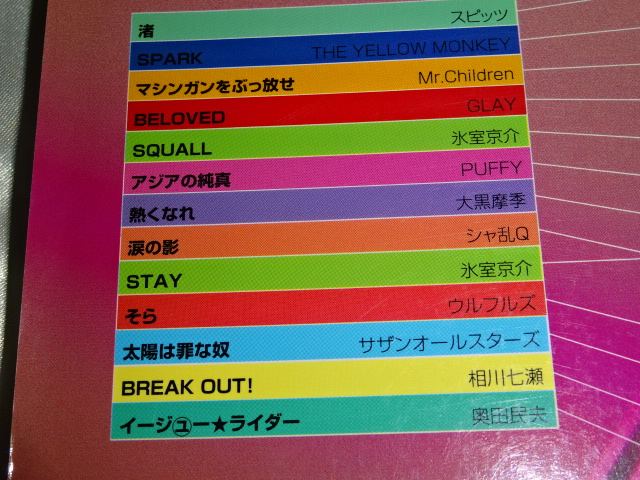 渚 スピッツ
SPARK THE YELLOW MONKEY
マシンガンをぶっ放せ Mr.Children
BELOVED GLAY
SQUALL 氷室京介
アジアの純真 PUFFY
熱くなれ 大黒摩季
涙の影 シャ乱Q
STAY 氷室京介
そら ウルフルズ
太陽は罪な奴 サザンオールスターズ
BREAK OUT! 相川七瀬
イージ㋴ー★ライダー 奥田民夫